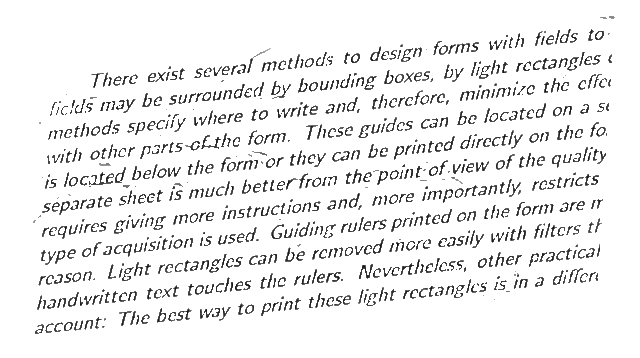 There exist several methods to design forms with fields to
fields may be surrounded by bounding boxes, by light rectangles
methods specify where to write and, therefore, minimize the effe
with other parts of the form. These guides can be located on a se
is located below the form or they can be printed directly on the fo
separate sheet is much better from the point of view of the quality
requires giving more instructions and, more importantly, restricts
type of acquisition is used. Guiding rulers printed on the form are m
reason. Light rectangles can be removed more easily with filters th
handwritten text touches the rulers. Nevertheless, other practical
account: The best way to print these light rectangles is in a differe